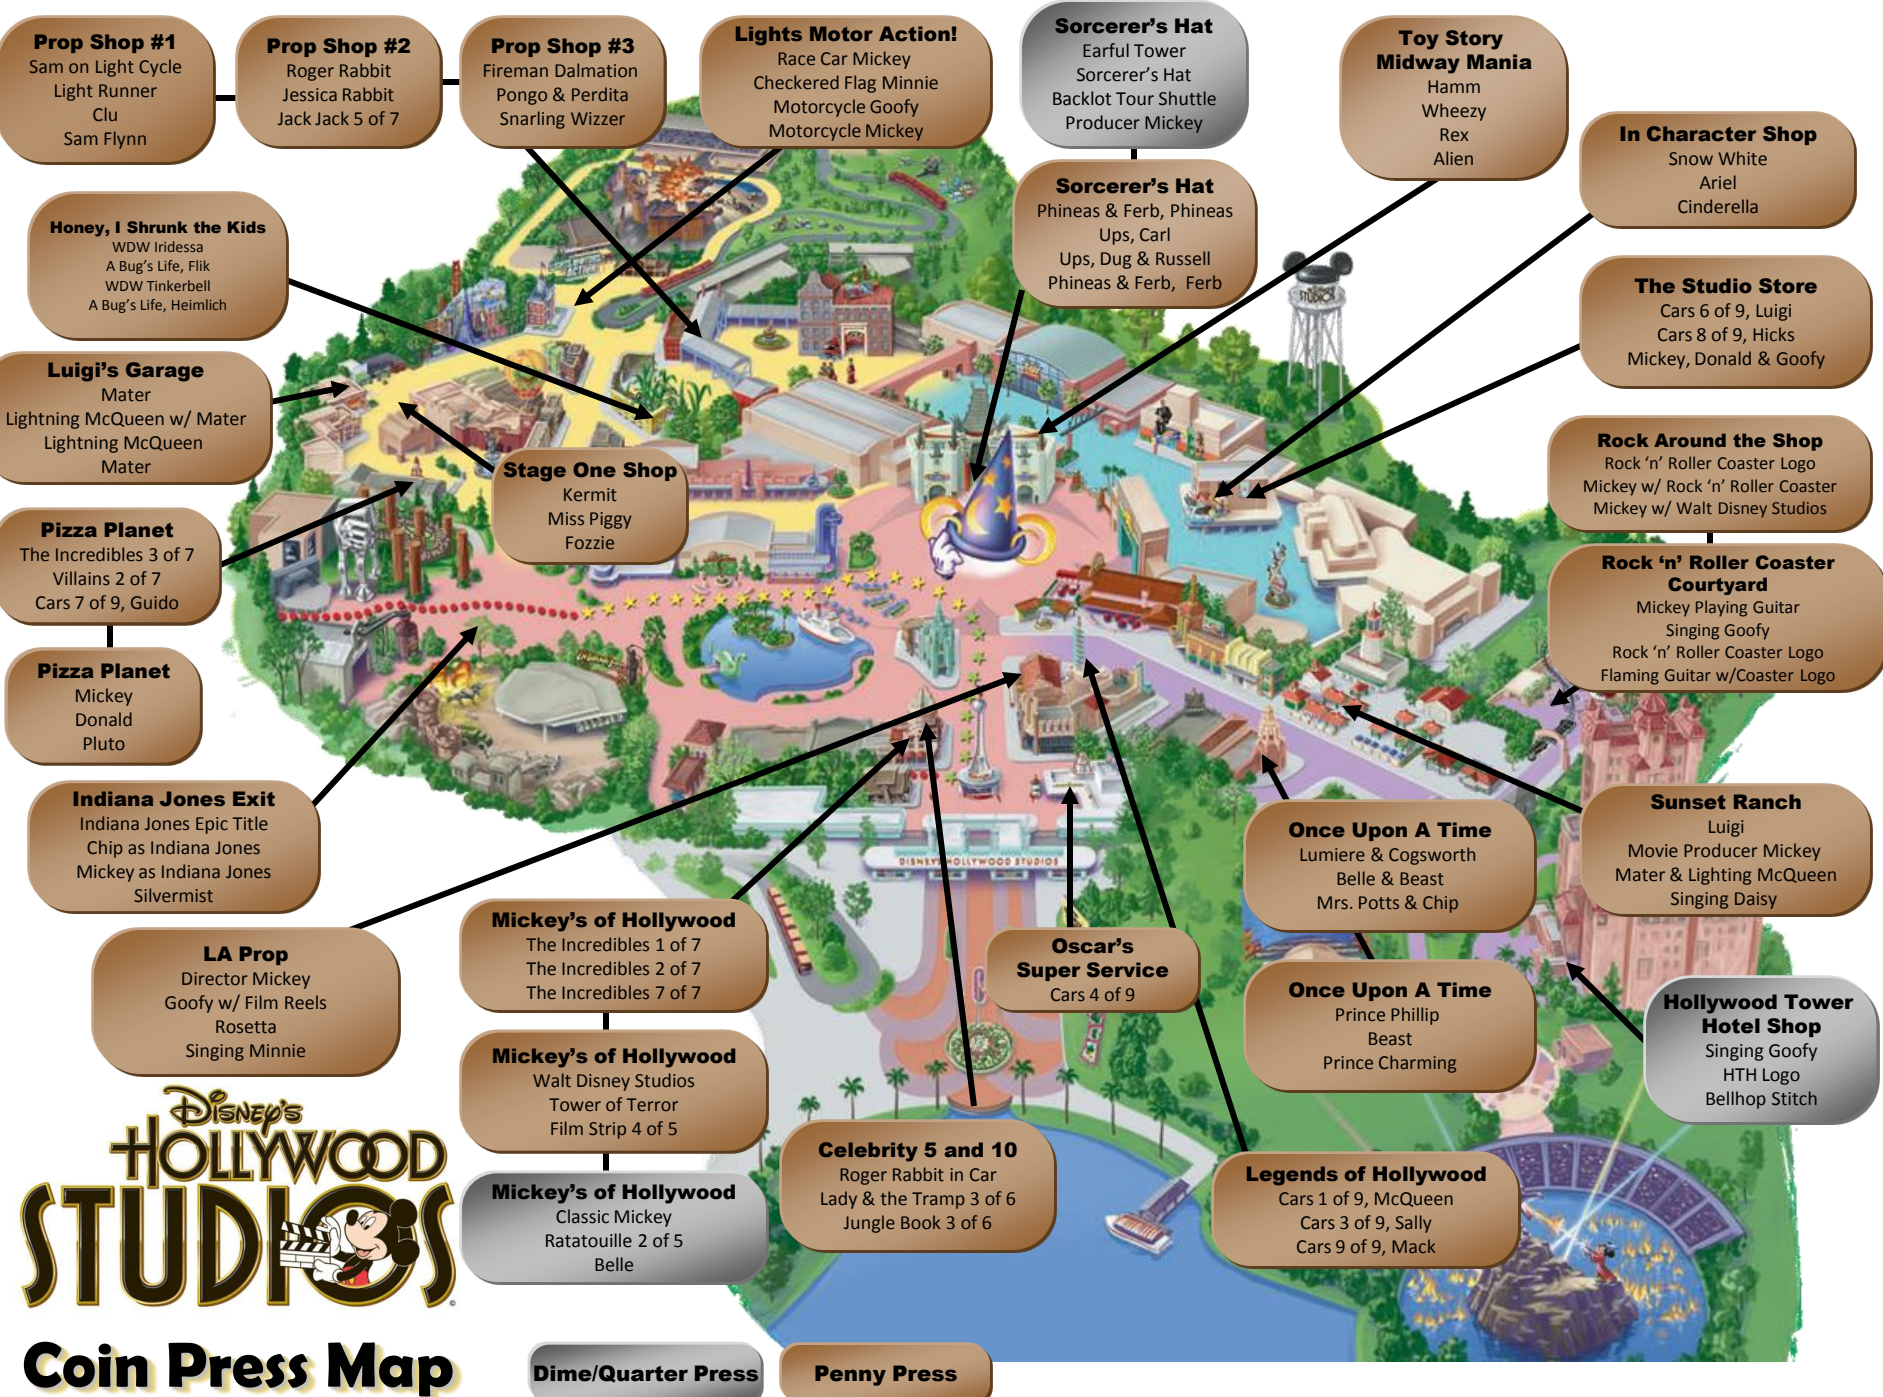 Prop Shop #1
Sam on Light Cycle
Light Runner
Clu
Sam Flynn
Prop Shop #2
Roger Rabbit
Jessica Rabbit
Jack Jack 5 of 7
Prop Shop #3
Fireman Dalmation
Pongo & Perdita
Snarling Wizzer
Lights Motor Action!
Race Car Mickey
Checkered Flag Minnie
Motorcycle Goofy
Motorcycle Mickey
Sorcerer's Hat
Earful Tower
Sorcerer's Hat
Backlot Tour Shuttle
Producer Mickey
Sorcerer's Hat
Phineas & Ferb, Phineas
Ups, Carl
Ups, Dug & Russell
Phineas & Ferb,  Ferb
Toy Story
Midway Mania
Hamm
Wheezy
Rex
Alien
In Character Shop
Snow White
Ariel
Cinderella
Honey, I Shrunk the Kids
WDW Iridessa
A Bug's Life, Flik
WDW Tinkerbell
A Bug's Life, Heimlich
The Studio Store
Cars 6 of 9, Luigi
Cars 8 of 9, Hicks
Mickey, Donald & Goofy
STUDIOS
Luigi's Garage
Mater
Lightning McQueen w/ Mater
Lightning McQueen
Mater
Stage One Shop
Kermit
Miss Piggy
Fozzie
Rock Around the Shop
Rock 'n' Roller Coaster Logo
Mickey w/ Rock 'n' Roller Coaster
Mickey w/ Walt Disney Studios
Pizza Planet
The Incredibles 3 of 7
Villains 2 of 7
Cars 7 of 9, Guido
Rock 'n' Roller Coaster
Courtyard
Mickey Playing Guitar
Singing Goofy
Rock 'n' Roller Coaster Logo
Flaming Guitar w/Coaster Logo
Pizza Planet
Mickey
Donald
Pluto
Indiana Jones Exit
Indiana Jones Epic Title
Chip as Indiana Jones
Mickey as Indiana Jones
Silvermist
Sunset Ranch
Luigi
Movie Producer Mickey
Mater & Lighting McQueen
Singing Daisy
Once Upon A Time
Lumiere & Cogsworth
Belle & Beast
Mrs. Potts & Chip
DISNEY'S HOLLYWOOD STUDIOS
LA Prop
Director Mickey
Goofy w/ Film Reels
Rosetta
Singing Minnie
Mickey's of Hollywood
The Incredibles 1 of 7
The Incredibles 2 of 7
The Incredibles 7 of 7
Oscar's
Super Service
Cars 4 of 9
Once Upon A Time
Prince Phillip
Beast
Prince Charming
Hollywood Tower
Hotel Shop
Singing Goofy
HTH Logo
Bellhop Stitch
Mickey's of Hollywood
Walt Disney Studios
Tower of Terror
Film Strip 4 of 5
Celebrity 5 and 10
Roger Rabbit in Car
Lady & the Tramp 3 of 6
Jungle Book 3 of 6
Legends of Hollywood
Cars 1 of 9, McQueen
Cars 3 of 9, Sally
Cars 9 of 9, Mack
Mickey's of Hollywood
Classic Mickey
Ratatouille 2 of 5
Belle
DISNEY'S
HOLLYWOOD
STUDIOS
©
Coin Press Map
Dime/Quarter Press
Penny Press